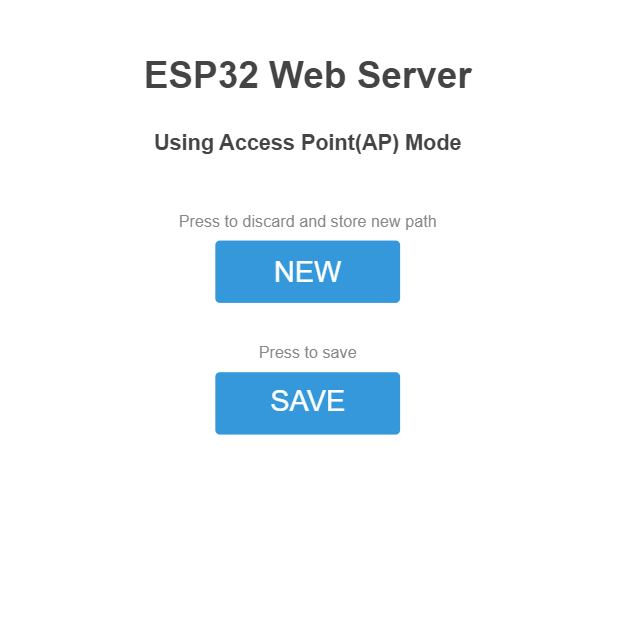 ESP32 Web Server
Using Access Point(AP) Mode
Press to discard and store new path
NEW
Press to save
SAVE